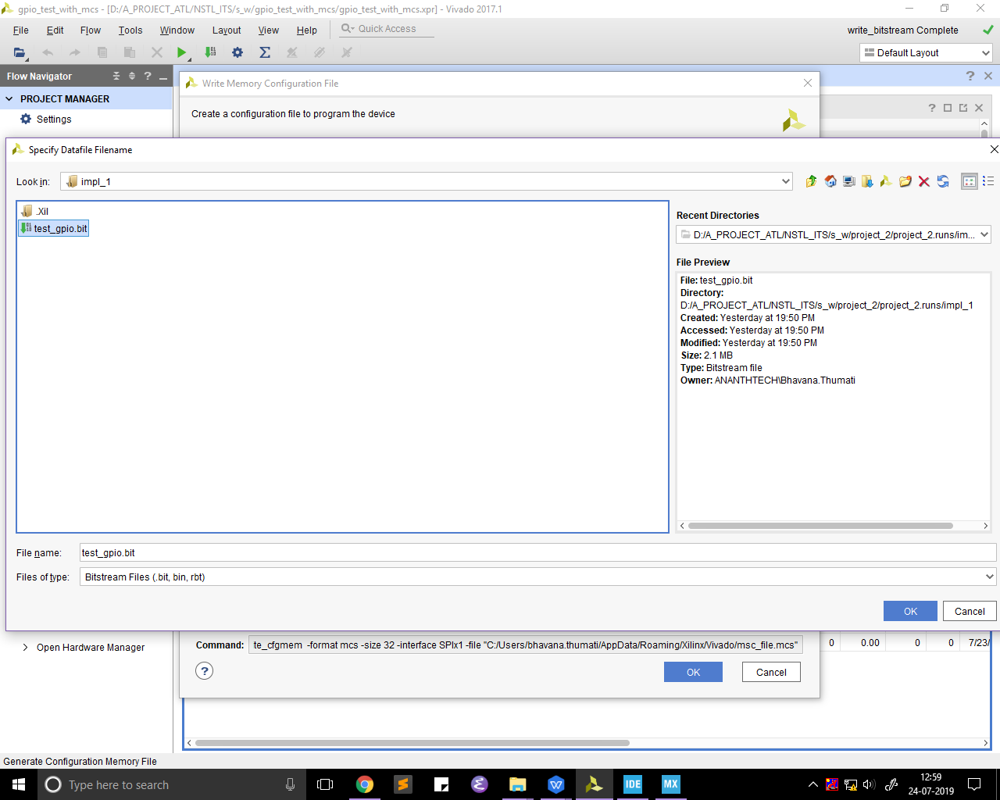 gpio_test_with_mcs - [D:/A_PROJECT_ATL/NSTL_ITS/s_w/gpio_test_with_mcs/gpio_test_with_mcs.xpr] - Vivado 2017.1
File Edit Flow Tools Window Layout View Help Quick Access
write_bitstream Complete
Default Layout
Flow Navigator
PROJECT MANAGER
Settings
Write Memory Configuration File
Create a configuration file to program the device
Specify Datafile Filename
Look in: impl_1
.Xil
test_gpio.bit
Recent Directories
D:/A_PROJECT_ATL/NSTL_ITS/s_w/project_2/project_2.runs/im...
File Preview
File: test_gpio.bit
Directory:
D:/A_PROJECT_ATL/NSTL_ITS/s_w/project_2/project_2.runs/impl_1
Created: Yesterday at 19:50 PM
Accessed: Yesterday at 19:50 PM
Modified: Yesterday at 19:50 PM
Size: 2.1 MB
Type: Bitstream file
Owner: ANANTHTECH\Bhavana.Thumati
File name: test_gpio.bit
Files of type: Bitstream Files (.bit, bin, rbt)
OK Cancel
Open Hardware Manager
Command: te_cfgmem -format mcs -size 32 -interface SPIx1 -file "C:/Users/bhavana.thumati/AppData/Roaming/Xilinx/Vivado/msc_file.mcs"
0 0.00 0 0 7/23/
OK Cancel
Generate Configuration Memory File
Type here to search
IDE
MX
12:59
24-07-2019